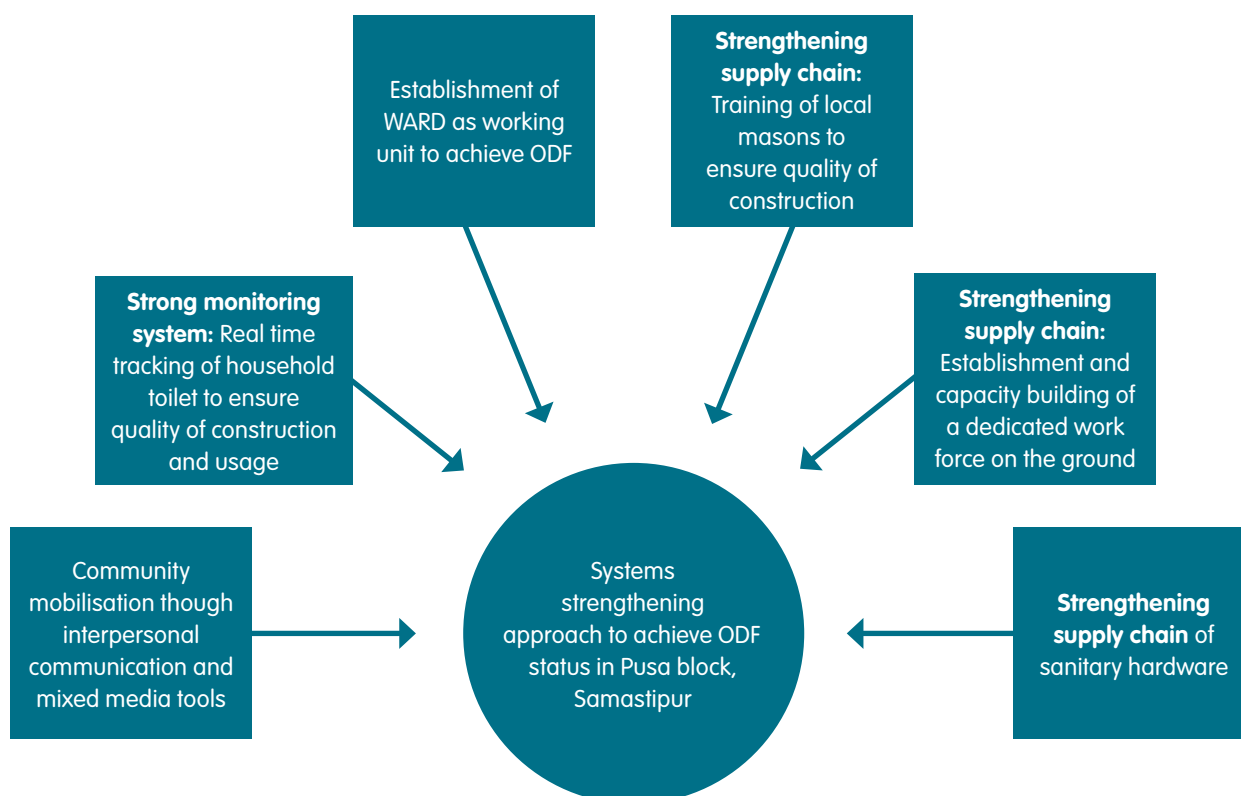 Establishment of
WARD as working
unit to achieve ODF
Strengthening
supply chain:
Training of local
masons to
ensure quality of
construction
Strong monitoring
system: Real time
tracking of household
toilet to ensure
quality of construction
and usage
Strengthening
supply chain:
Establishment and
capacity building of
a dedicated work
force on the ground
Community
mobilisation though
interpersonal
communication and
mixed media tools
Systems
strengthening
approach to achieve ODF
status in Pusa block,
Samastipur
Strengthening
supply chain of
sanitary hardware